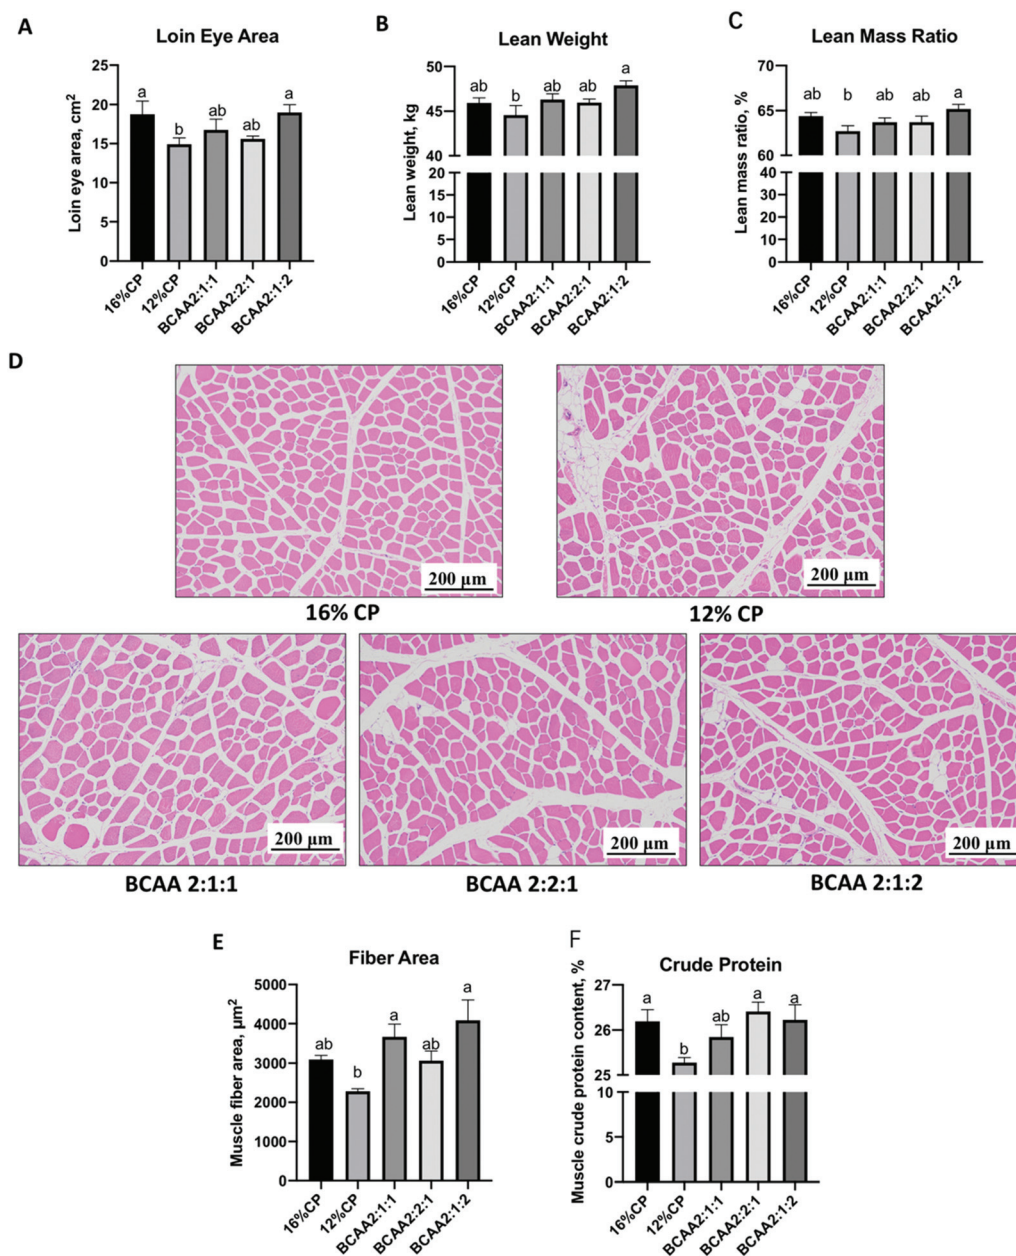 A
Loin Eye Area
Loin eye area, cm²
25
20
15
10
5
0
a
b
ab
ab
a
16%CP
12%CP
BCAA2:1:1
BCAA2:2:1
BCAA2:1:2
B
Lean Weight
Lean weight, kg
50
45
40
20
15
10
5
0
ab
b
ab
ab
a
16%CP
12%CP
BCAA2:1:1
BCAA2:2:1
BCAA2:1:2
C
Lean Mass Ratio
Lean mass ratio, %
70
65
60
40
30
20
10
0
ab
b
ab
ab
a
16%CP
12%CP
BCAA2:1:1
BCAA2:2:1
BCAA2:1:2
D
200 µm
16% CP
200 µm
12% CP
200 µm
BCAA 2:1:1
200 µm
BCAA 2:2:1
200 µm
BCAA 2:1:2
E
Fiber Area
Muscle fiber area, µm²
5000
4000
3000
2000
1000
0
ab
b
a
ab
a
16%CP
12%CP
BCAA2:1:1
BCAA2:2:1
BCAA2:1:2
F
Crude Protein
Muscle crude protein content, %
27
26
25
10
5
0
a
b
ab
a
a
16%CP
12%CP
BCAA2:1:1
BCAA2:2:1
BCAA2:1:2